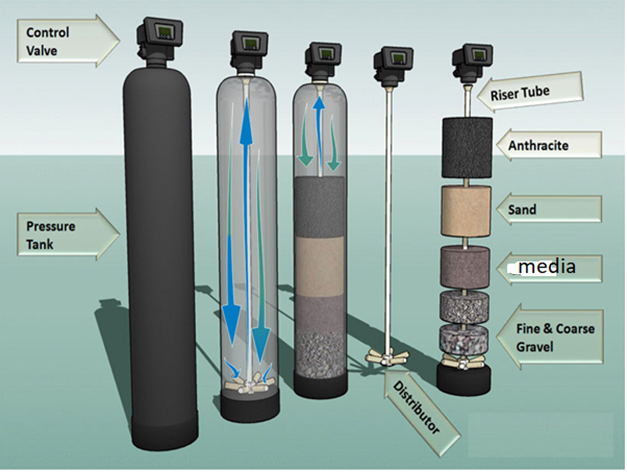 Control
Valve
Pressure
Tank
Riser Tube
Anthracite
Sand
media
Fine & Coarse
Gravel
Distributor